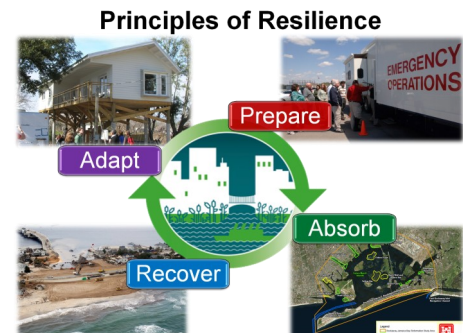 Principles of Resilience
EMERGENCY
OPERATIONS
Prepare
Adapt
Absorb
Recover